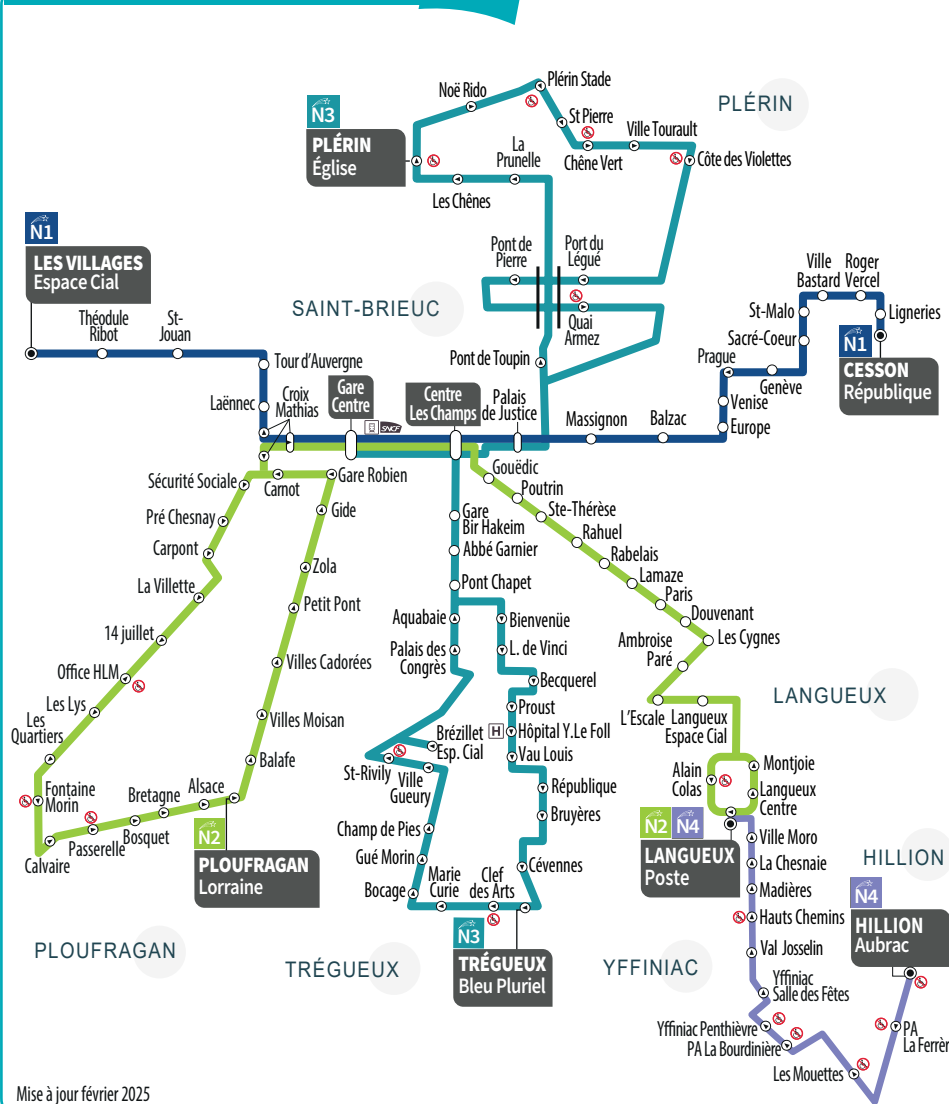 Plérin Stade
Noë Rido
PLÉRIN
N3
St Pierre
Ville Tourault
PLÉRIN
Église
La
Prunelle
Chêne Vert
Côte des Violettes
Les Chênes
N1
LES VILLAGES
Espace Cial
Pont de
Pierre
Port du
Légué
Ville
Bastard
Roger
Vercel
SAINT-BRIEUC
Théodule
Ribot
St-
Jouan
Quai
Armez
St-Malo
Ligneries
Sacré-Coeur
N1
CESSON
République
Tour d'Auvergne
Pont de Toupin
Prague
Genève
Laënnec
Croix
Mathias
Gare
Centre
SNCF
Centre
Les Champs
Palais
de Justice
Massignon
Balzac
Venise
Europe
Sécurité Sociale
Carnot
Gare Robien
Gouëdic
Poutrin
Pré Chesnay
Gide
Gare
Bir Hakeim
Ste-Thérèse
Rahuel
Carpont
Abbé Garnier
Rabelais
La Villette
Zola
Pont Chapet
Lamaze
Paris
Petit Pont
Aquabaie
Bienvenüe
Douvenant
14 juillet
Palais des
Congrès
L. de Vinci
Ambroise
Paré
Les Cygnes
Office HLM
Villes Cadorées
Becquerel
LANGUEUX
Les Lys
Villes Moisan
Proust
L'Escale
Langueux
Espace Cial
Les
Quartiers
Brézillet
Esp. Cial
H
Hôpital Y.Le Foll
Balafe
Vau Louis
St-Rivily
Ville
Gueury
Alain
Colas
Montjoie
Fontaine
Morin
Bretagne
Alsace
République
Langueux
Centre
Bruyères
Passerelle
Bosquet
N2
Champ de Pies
N2
N4
Ville Moro
Calvaire
PLOUFRAGAN
Lorraine
Gué Morin
Cévennes
LANGUEUX
Poste
La Chesnaie
HILLION
Bocage
Marie
Curie
Clef
des Arts
Madières
N4
HILLION
Aubrac
Hauts Chemins
N3
TRÉGUEUX
Bleu Pluriel
Val Josselin
PLOUFRAGAN
TRÉGUEUX
YFFINIAC
Yffiniac
Salle des Fêtes
Yffiniac Penthièvre
PA La Bourdinière
PA
La Ferrèr
Les Mouettes
Mise à jour février 2025